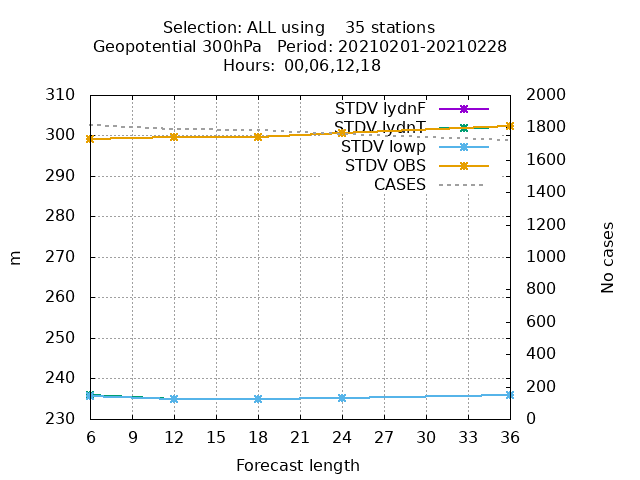 Selection: ALL using 35 stations
Geopotential 300hPa Period: 20210201-20210228
Hours: 00,06,12,18
STDV lydnF
STDV lydnT
STDV lowp
STDV OBS
CASES
310
300
290
280
270
260
250
240
230
m
2000
1800
1600
1400
1200
1000
800
600
400
200
0
No cases
6 9 12 15 18 21 24 27 30 33 36
Forecast length